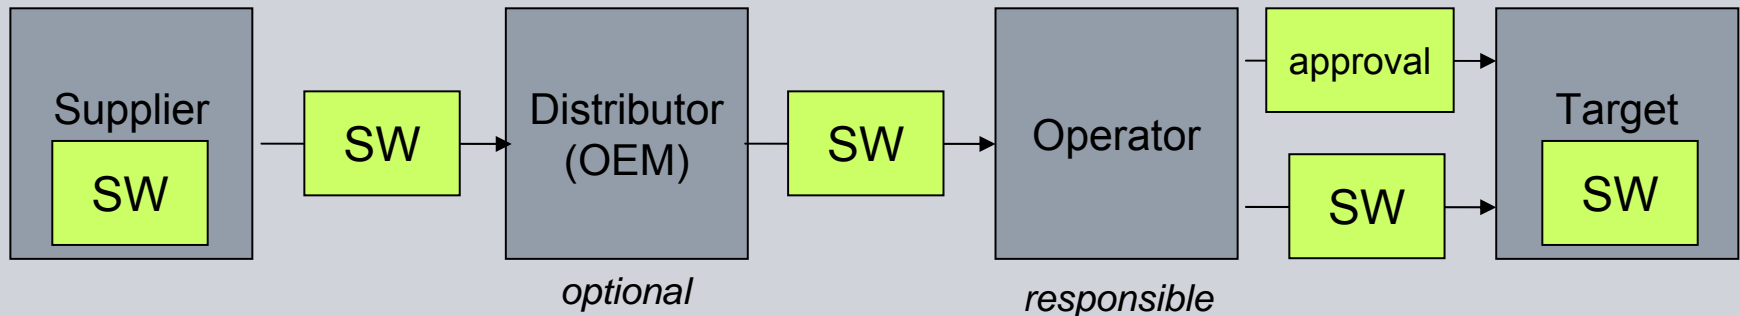 Supplier
SW
SW
Distributor
(OEM)
optional
SW
Operator
responsible
approval
SW
Target
SW